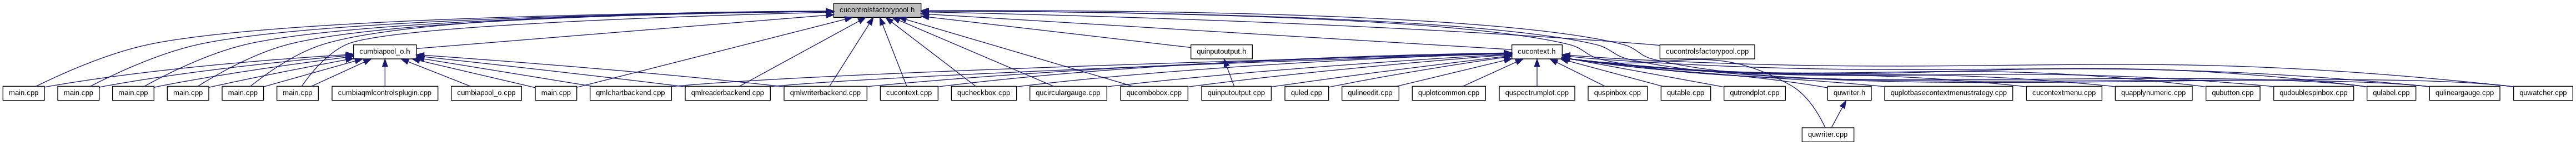 cucontrolsfactorypool.h
cumbiapool_o.h
quinputoutput.h
cucontext.h
cucontrolsfactorypool.cpp
main.cpp
main.cpp
main.cpp
main.cpp
main.cpp
main.cpp
cumbiaqmlcontrolsplugin.cpp
cumbiapool_o.cpp
main.cpp
qmlchartbackend.cpp
qmlreaderbackend.cpp
qmlwriterbackend.cpp
cucontext.cpp
qucheckbox.cpp
qucirculargauge.cpp
qucombobox.cpp
quinputoutput.cpp
quled.cpp
qulineedit.cpp
quplotcommon.cpp
quspectrumplot.cpp
quspinbox.cpp
qutable.cpp
qutrendplot.cpp
quwriter.h
quplotbasecontextmenustrategy.cpp
cucontextmenu.cpp
quapplynumeric.cpp
qubutton.cpp
qudoublespinbox.cpp
qulabel.cpp
qulineargauge.cpp
quwatcher.cpp
quwriter.cpp